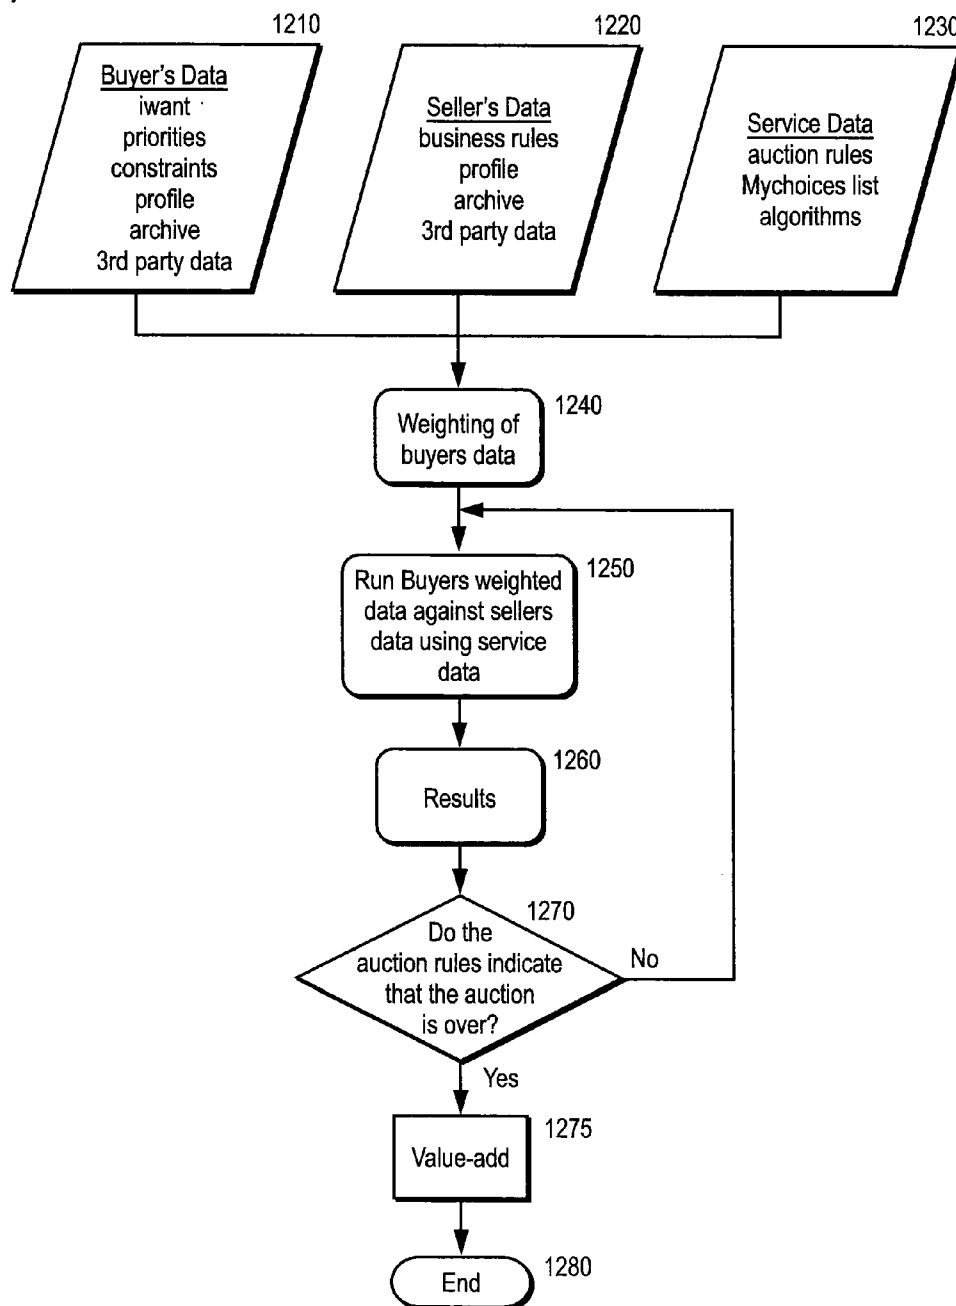 1210
Buyer's Data
iwant
priorities
constraints
profile
archive
3rd party data
1220
Seller's Data
business rules
profile
archive
3rd party data
1230
Service Data
auction rules
Mychoices list
algorithms
1240
Weighting of
buyers data
1250
Run Buyers weighted
data against sellers
data using service
data
1260
Results
1270
Do the
auction rules indicate
that the auction
is over?
No
Yes
1275
Value-add
1280
End